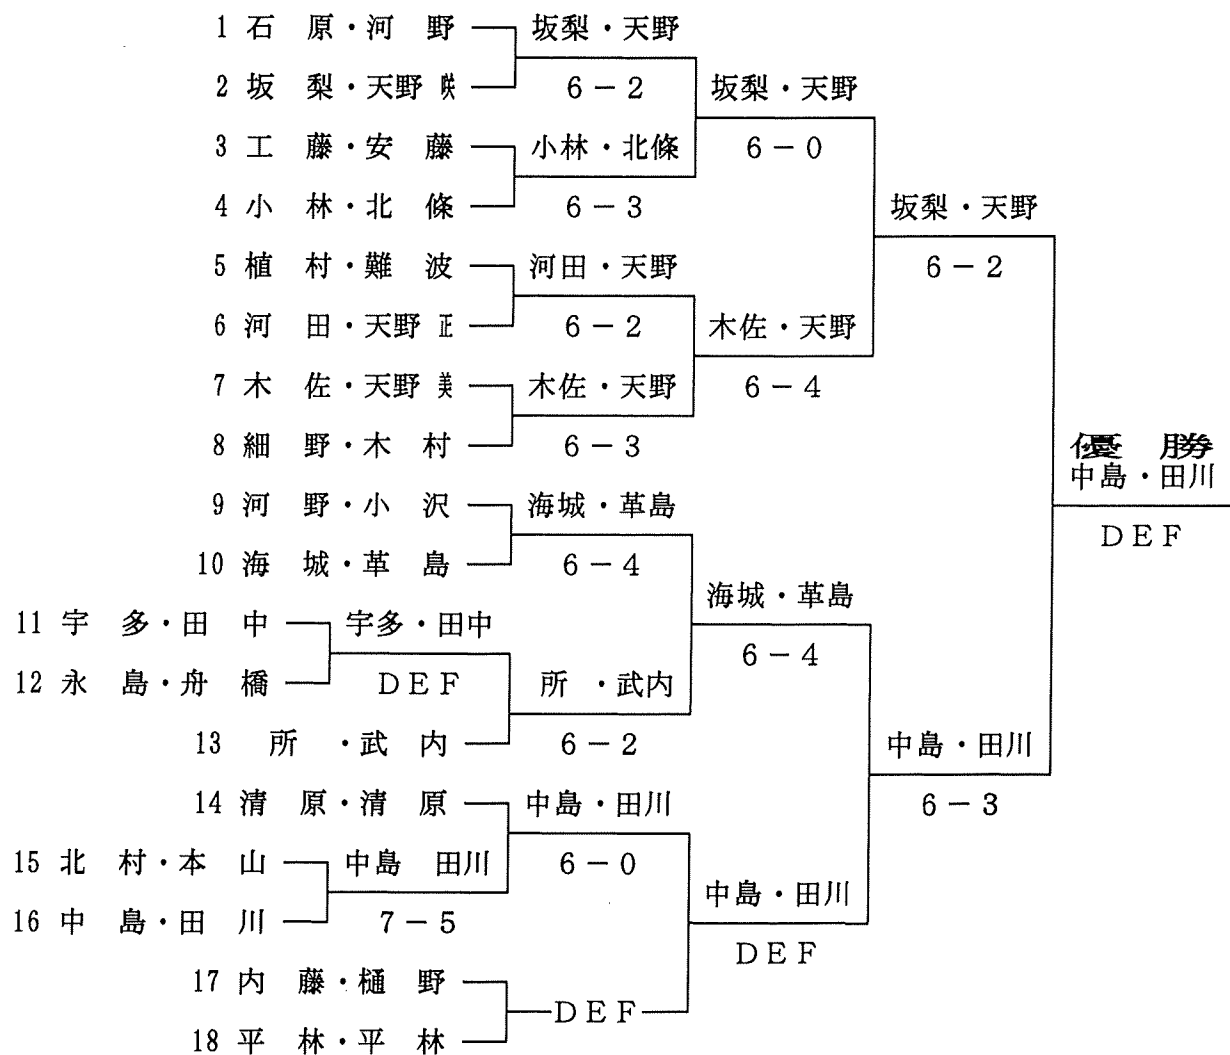 1 石　原・河　野　坂梨・天野
2 坂　梨・天野 咲　6－2　坂梨・天野
3 工　藤・安　藤　小林・北條　6－0
4 小　林・北　條　6－3　坂梨・天野
5 植　村・難　波　河田・天野　6－2
6 河　田・天野 正　6－2　木佐・天野
7 木　佐・天野 美　木佐・天野　6－4
8 細　野・木　村　6－3　優　勝
中島・田川
9 河　野・小　沢　海城・革島
DEF
10 海　城・革　島　6－4
海城・革島
11 宇　多・田　中　宇多・田中
6－4
12 永　島・舟　橋　DEF　所　・武内
13 　所　・武　内　6－2　中島・田川
14 清　原・清　原　中島・田川　6－3
15 北　村・本　山　中島　田川　6－0
中島・田川
16 中　島・田　川　7－5
DEF
17 内　藤・樋　野
DEF
18 平　林・平　林